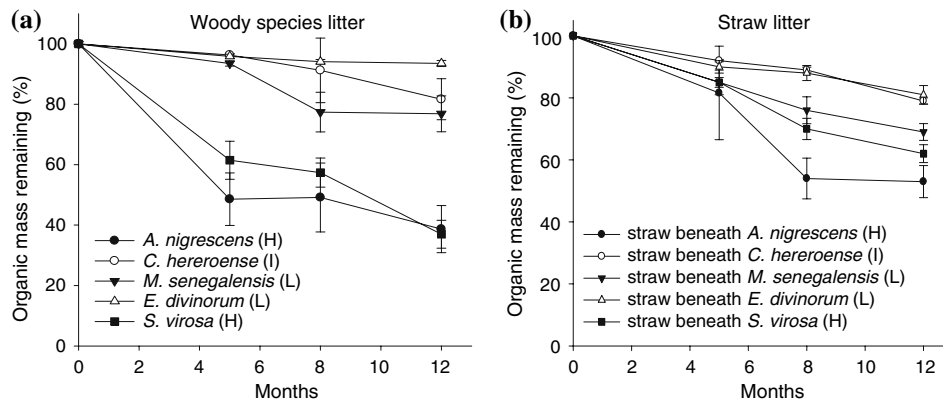 (a) Woody species litter
Organic mass remaining (%)
100
80
60
40
20
0
A. nigrescens (H)
C. hereroense (I)
M. senegalensis (L)
E. divinorum (L)
S. virosa (H)
0 2 4 6 8 10 12
Months
(b) Straw litter
Organic mass remaining (%)
100
80
60
40
20
0
straw beneath A. nigrescens (H)
straw beneath C. hereroense (I)
straw beneath M. senegalensis (L)
straw beneath E. divinorum (L)
straw beneath S. virosa (H)
0 2 4 6 8 10 12
Months